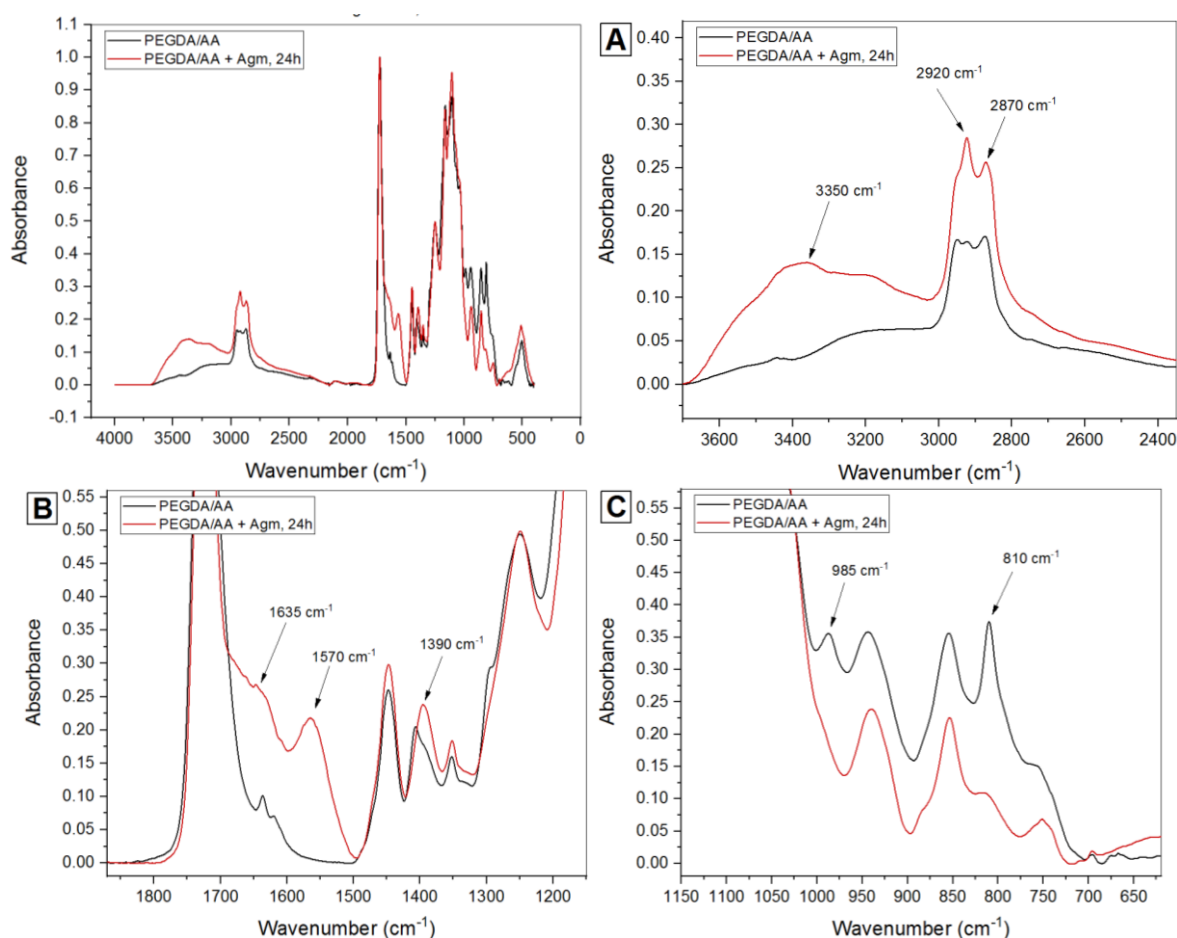 1.1
1.0
0.9
0.8
0.7
0.6
0.5
0.4
0.3
0.2
0.1
0.0
-0.1
Absorbance
PEGDA/AA
PEGDA/AA + Agm, 24h
4000 3500 3000 2500 2000 1500 1000 500 0
Wavenumber (cm-1)
A
0.40
0.35
0.30
0.25
0.20
0.15
0.10
0.05
0.00
Absorbance
PEGDA/AA
PEGDA/AA + Agm, 24h
2920 cm-1
2870 cm-1
3350 cm-1
3600 3400 3200 3000 2800 2600 2400
Wavenumber (cm-1)
B
0.55
0.50
0.45
0.40
0.35
0.30
0.25
0.20
0.15
0.10
0.05
0.00
Absorbance
PEGDA/AA
PEGDA/AA + Agm, 24h
1635 cm-1
1570 cm-1
1390 cm-1
1800 1700 1600 1500 1400 1300 1200
Wavenumber (cm-1)
C
0.55
0.50
0.45
0.40
0.35
0.30
0.25
0.20
0.15
0.10
0.05
0.00
Absorbance
PEGDA/AA
PEGDA/AA + Agm, 24h
985 cm-1
810 cm-1
1150 1100 1050 1000 950 900 850 800 750 700 650
Wavenumber (cm-1)